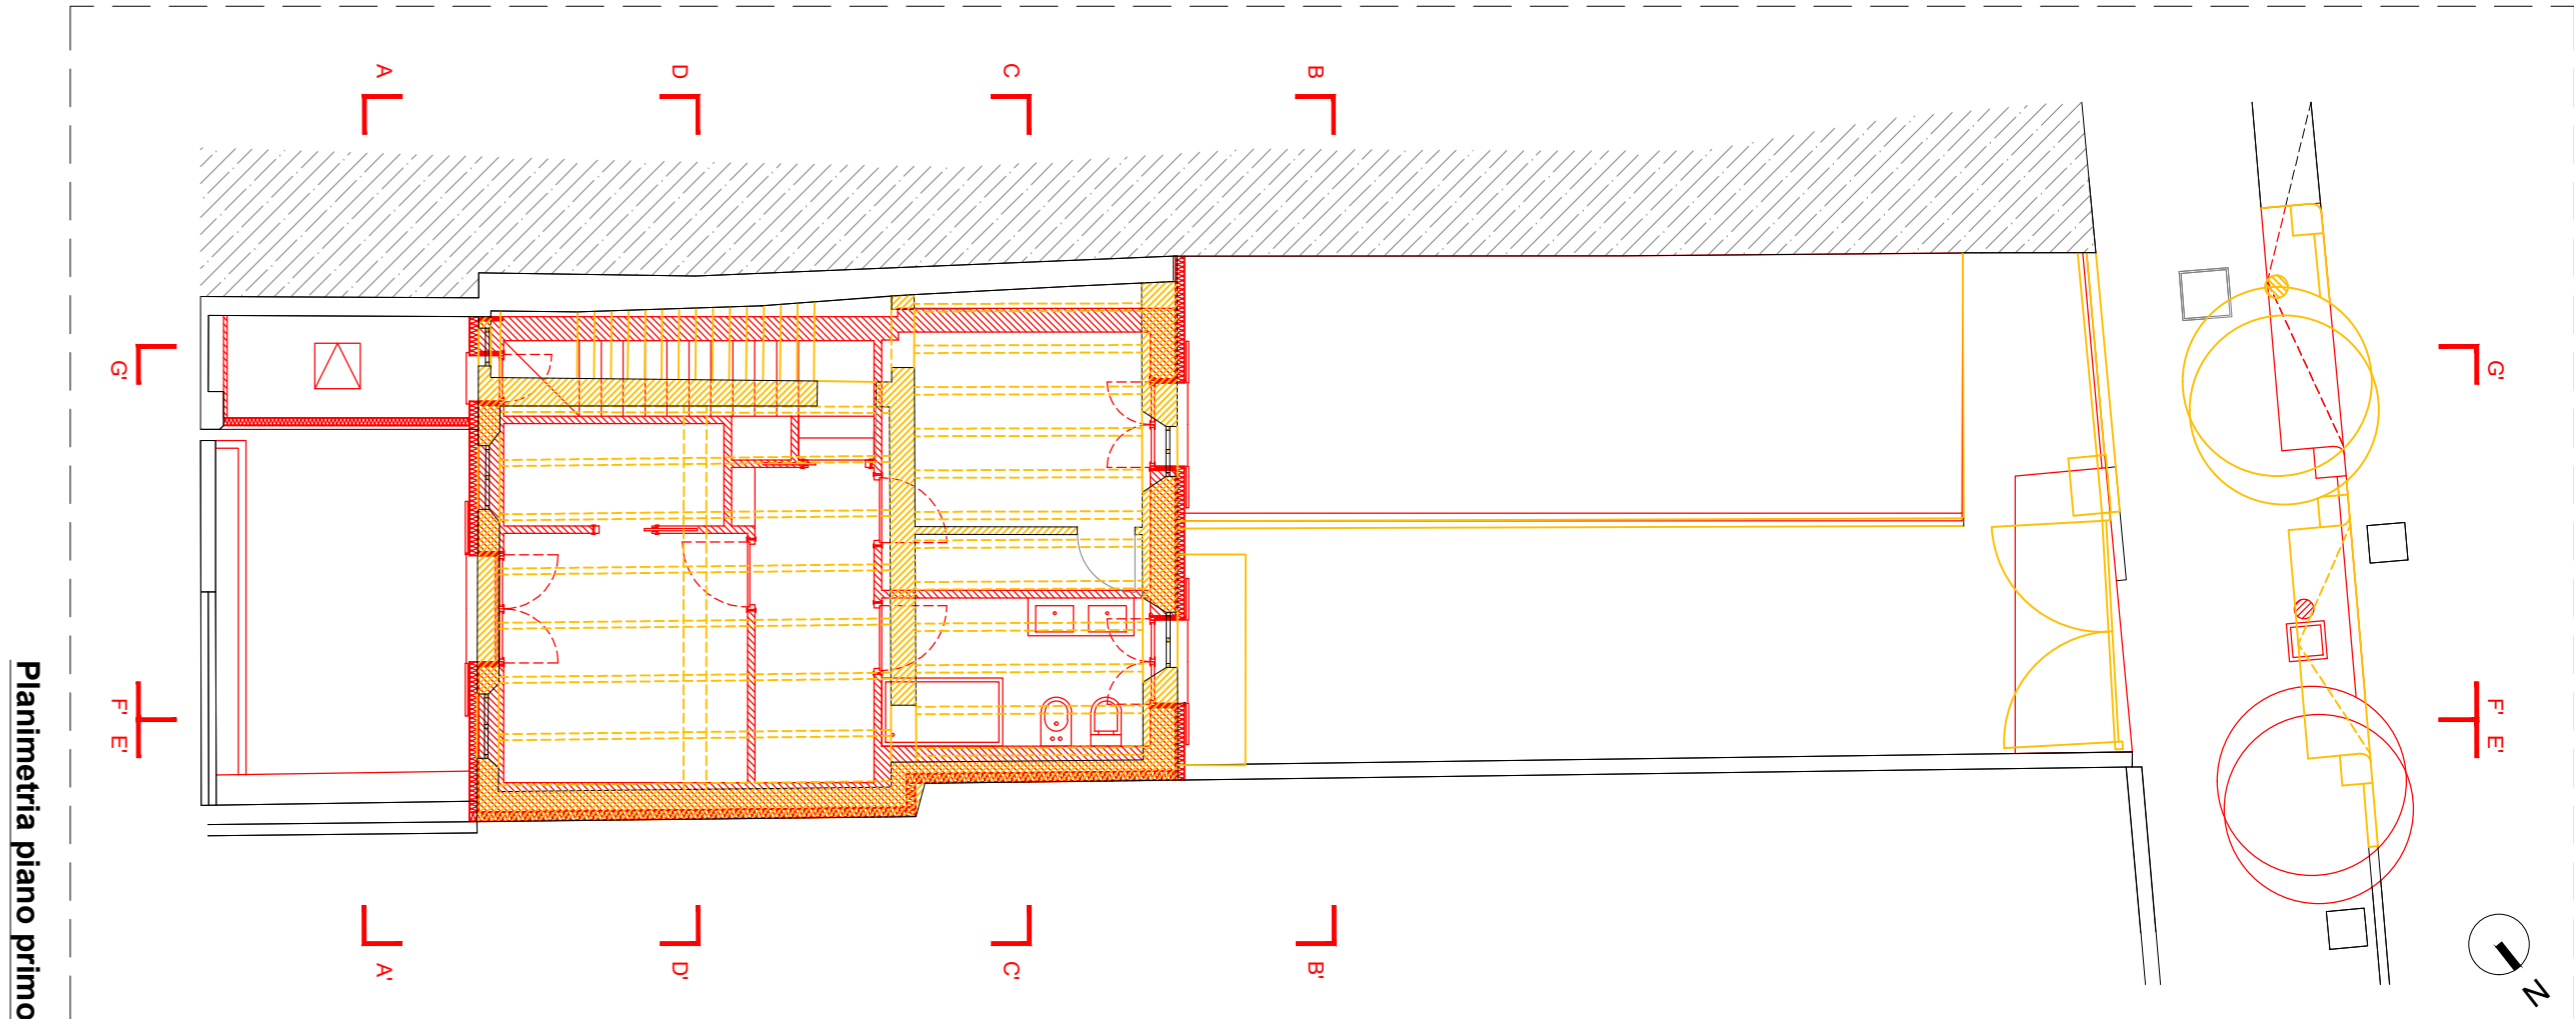 A D C B
G' G'
F' E' F' E'
A' D' C' B'
N
Planimetria piano primo